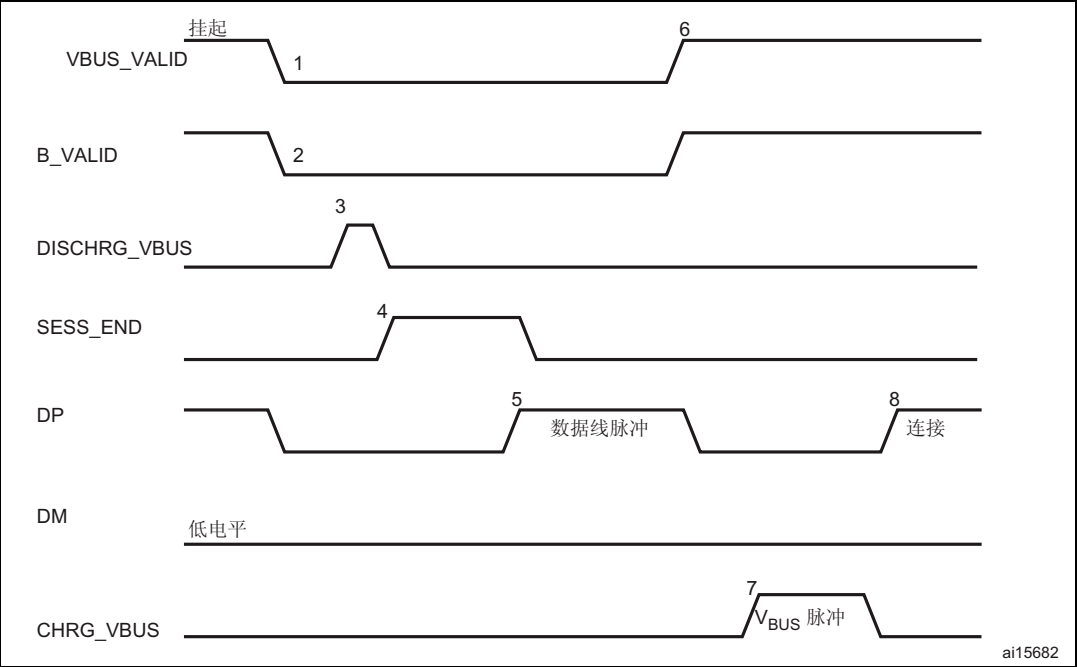 挂起
VBUS_VALID
1
6
B_VALID
2
DISCHRG_VBUS
3
SESS_END
4
DP
5
数据线脉冲
8
连接
DM
低电平
CHRG_VBUS
7
VBUS 脉冲
ai15682